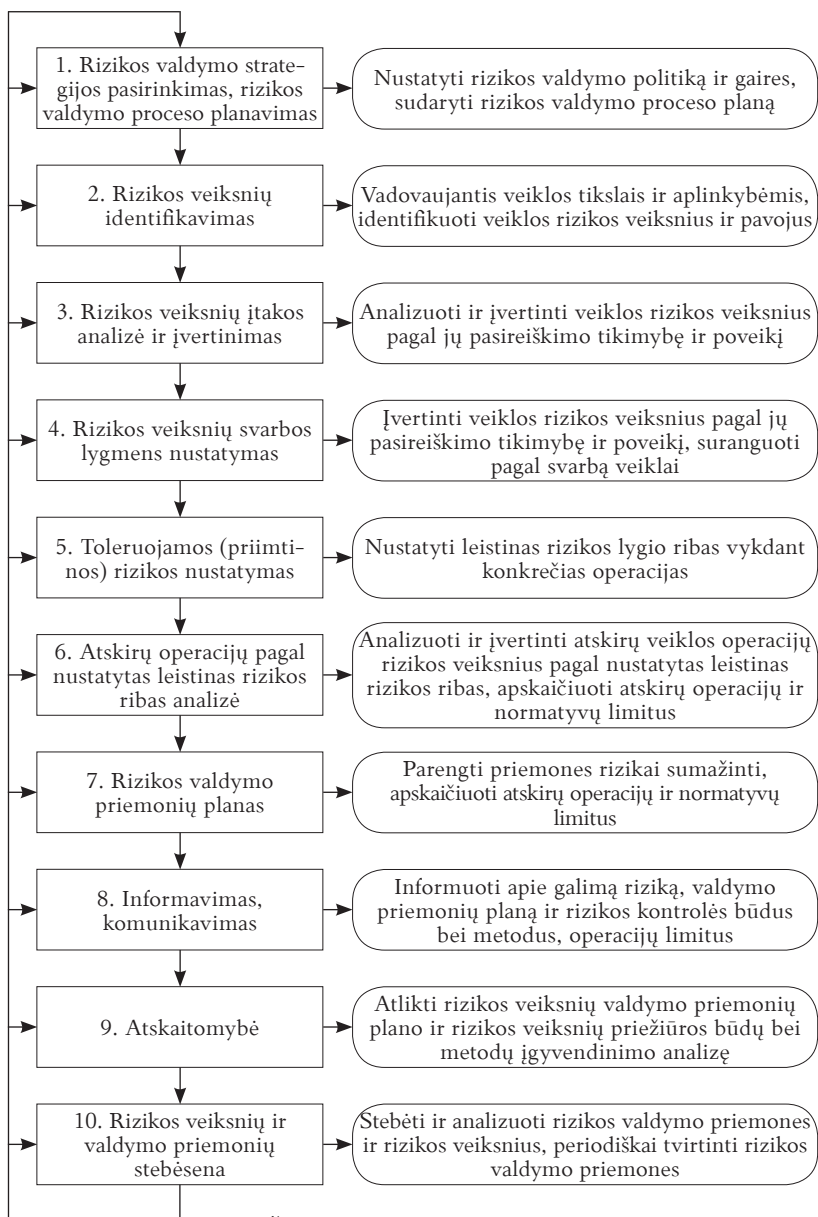 1. Rizikos valdymo strate-
gijos pasirinkimas, rizikos
valdymo proceso planavimas
Nustatyti rizikos valdymo politiką ir gaires,
sudaryti rizikos valdymo proceso planą
2. Rizikos veiksnių
identifikavimas
Vadovaujantis veiklos tikslais ir aplinkybėmis,
identifikuoti veiklos rizikos veiksnius ir pavojus
3. Rizikos veiksnių įtakos
analizė ir įvertinimas
Analizuoti ir įvertinti veiklos rizikos veiksnius
pagal jų pasireiškimo tikimybę ir poveikį
4. Rizikos veiksnių svarbos
lygmens nustatymas
Įvertinti veiklos rizikos veiksnius pagal jų
pasireiškimo tikimybę ir poveikį, suranguoti
pagal svarbą veiklai
5. Toleruojamos (priimti-
nos) rizikos nustatymas
Nustatyti leistinas rizikos lygio ribas vykdant
konkrečias operacijas
6. Atskirų operacijų pagal
nustatytas leistinas rizikos
ribas analizė
Analizuoti ir įvertinti atskirų veiklos operacijų
rizikos veiksnius pagal nustatytas leistinas
rizikos ribas, apskaičiuoti atskirų operacijų ir
normatyvų limitus
7. Rizikos valdymo
priemonių planas
Parengti priemones rizikai sumažinti,
apskaičiuoti atskirų operacijų ir normatyvų
limitus
8. Informavimas,
komunikavimas
Informuoti apie galimą riziką, valdymo
priemonių planą ir rizikos kontrolės būdus
bei metodus, operacijų limitus
9. Atskaitomybė
Atlikti rizikos veiksnių valdymo priemonių
plano ir rizikos veiksnių priežiūros būdų bei
metodų įgyvendinimo analizę
10. Rizikos veiksnių ir
valdymo priemonių
stebėsena
Stebėti ir analizuoti rizikos valdymo priemones
ir rizikos veiksnius, periodiškai tvirtinti rizikos
valdymo priemones